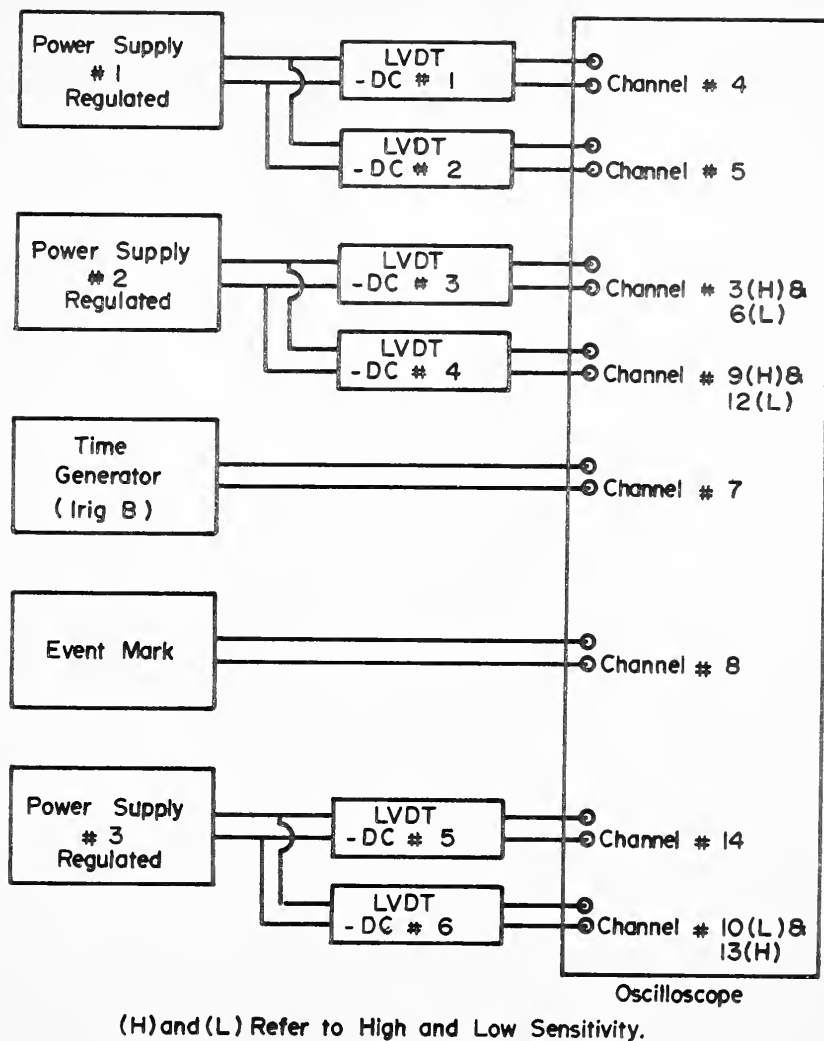 Power Supply
# 1
Regulated
LVDT
-DC # 1
Channel # 4
LVDT
-DC # 2
Channel # 5
Power Supply
# 2
Regulated
LVDT
-DC # 3
Channel # 3(H)&
6(L)
LVDT
-DC # 4
Channel # 9(H)&
12(L)
Time
Generator
(Irig B)
Channel # 7
Event Mark
Channel # 8
Power Supply
# 3
Regulated
LVDT
-DC # 5
Channel # 14
LVDT
-DC # 6
Channel # 10(L)&
13(H)
Oscilloscope
(H)and(L) Refer to High and Low Sensitivity.